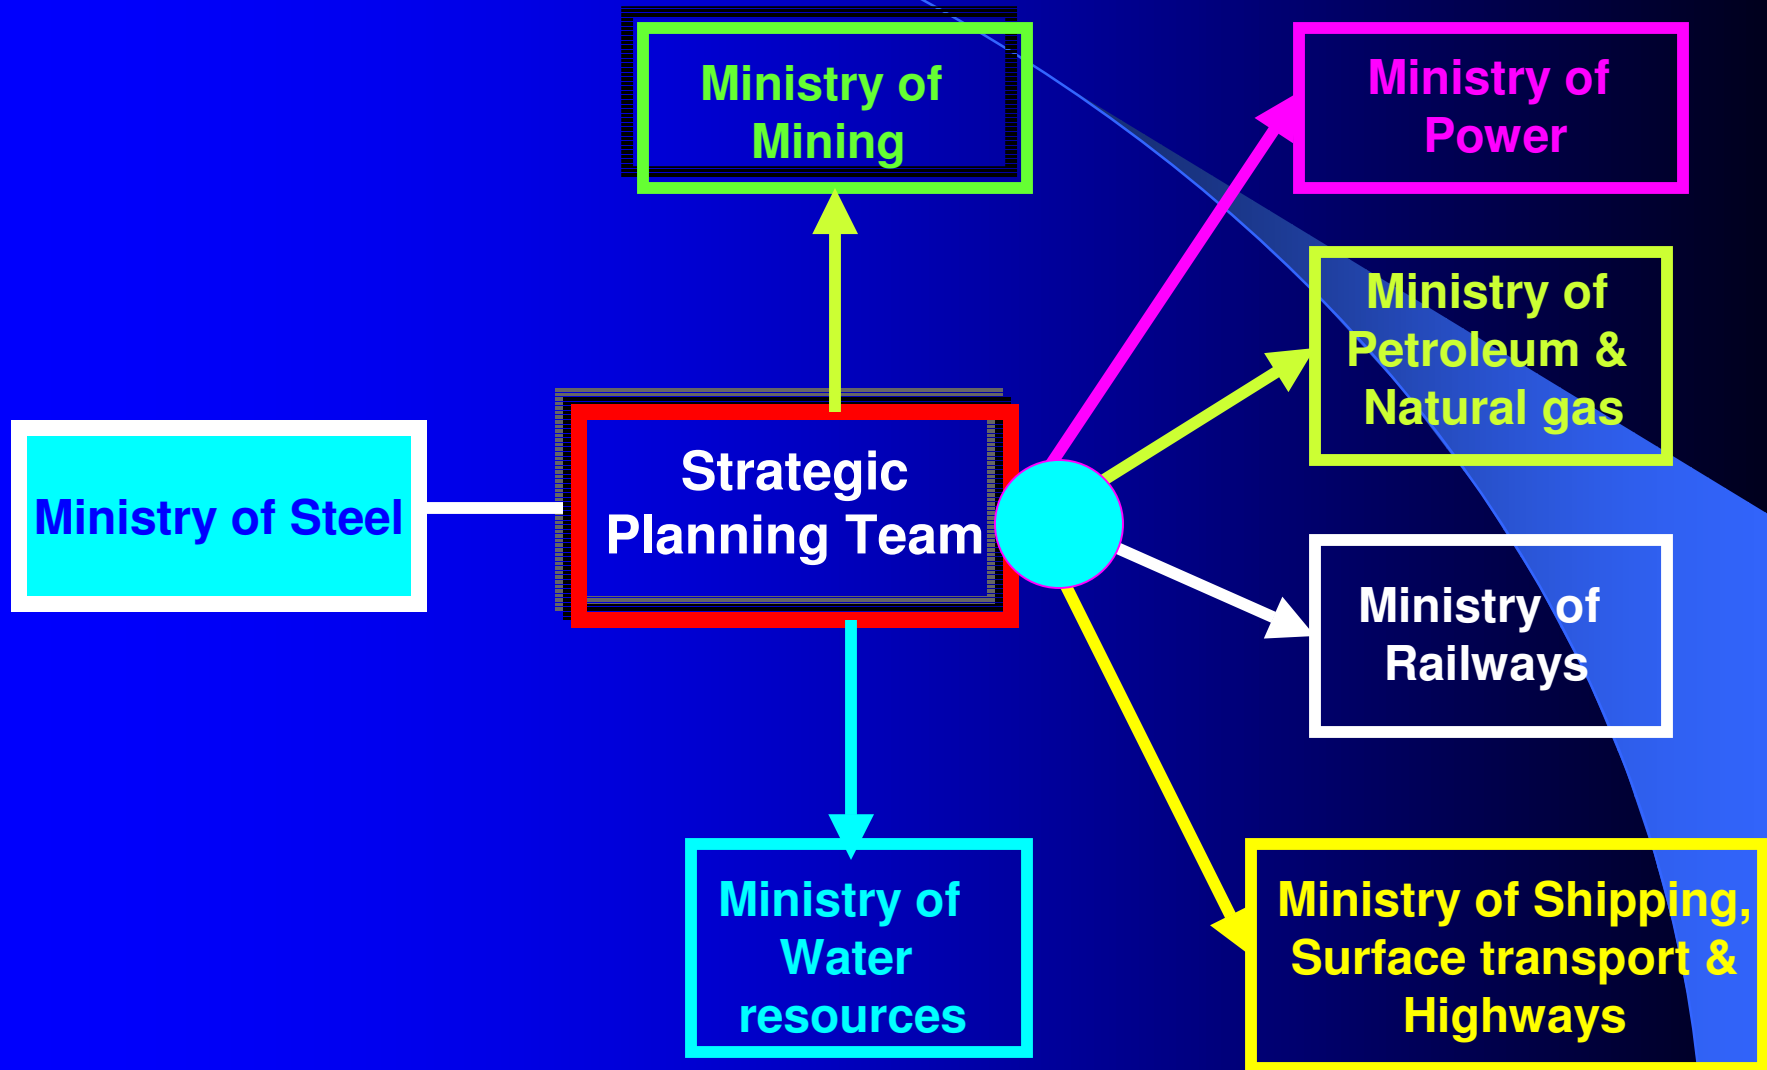 Ministry of
Mining
Ministry of
Power
Ministry of
Petroleum &
Natural gas
Ministry of Steel
Strategic
Planning Team
Ministry of
Railways
Ministry of
Water
resources
Ministry of Shipping,
Surface transport &
Highways